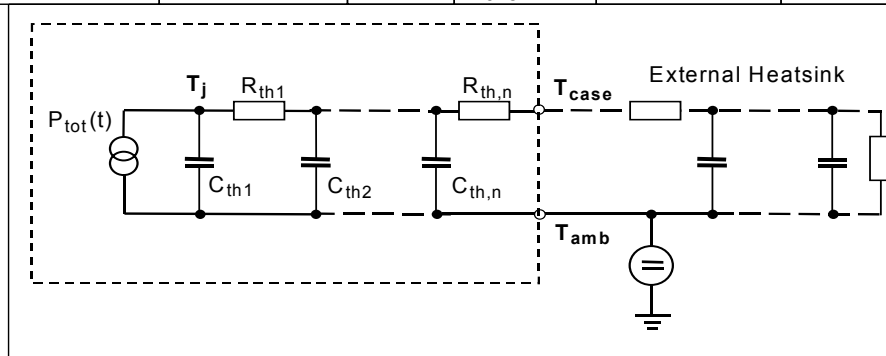 T_j
R_th1
R_th,n
T_case
External Heatsink
P_tot(t)
C_th1
C_th2
C_th,n
T_amb